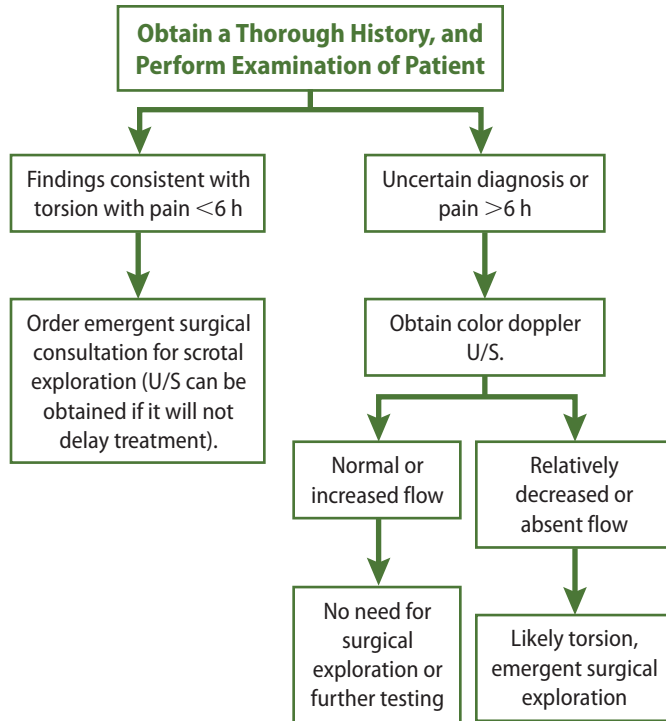 Obtain a Thorough History, and
Perform Examination of Patient
Findings consistent with
torsion with pain <6 h
Uncertain diagnosis or
pain >6 h
Order emergent surgical
consultation for scrotal
exploration (U/S can be
obtained if it will not
delay treatment).
Obtain color doppler
U/S.
Normal or
increased flow
Relatively
decreased or
absent flow
No need for
surgical
exploration or
further testing
Likely torsion,
emergent surgical
exploration